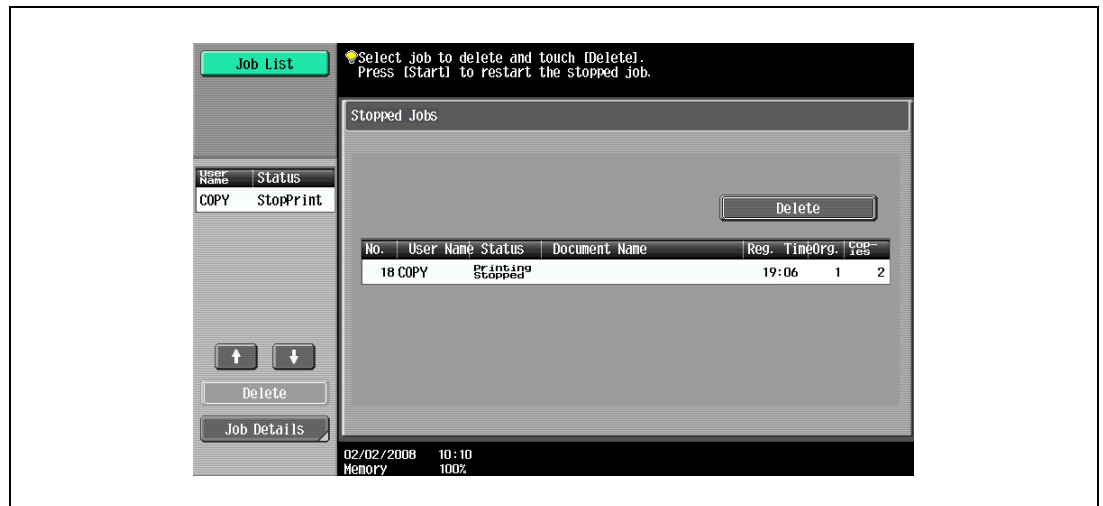 Job List
Select job to delete and touch [Delete].
Press [Start] to restart the stopped job.
Stopped Jobs
User Name Status
COPY StopPrint
Delete
No. User Name Status Document Name Reg. Time Org. Cop-ies
18 COPY Printing Stopped 19:06 1 2
Delete
Job Details
02/02/2008 10:10
Memory 100%